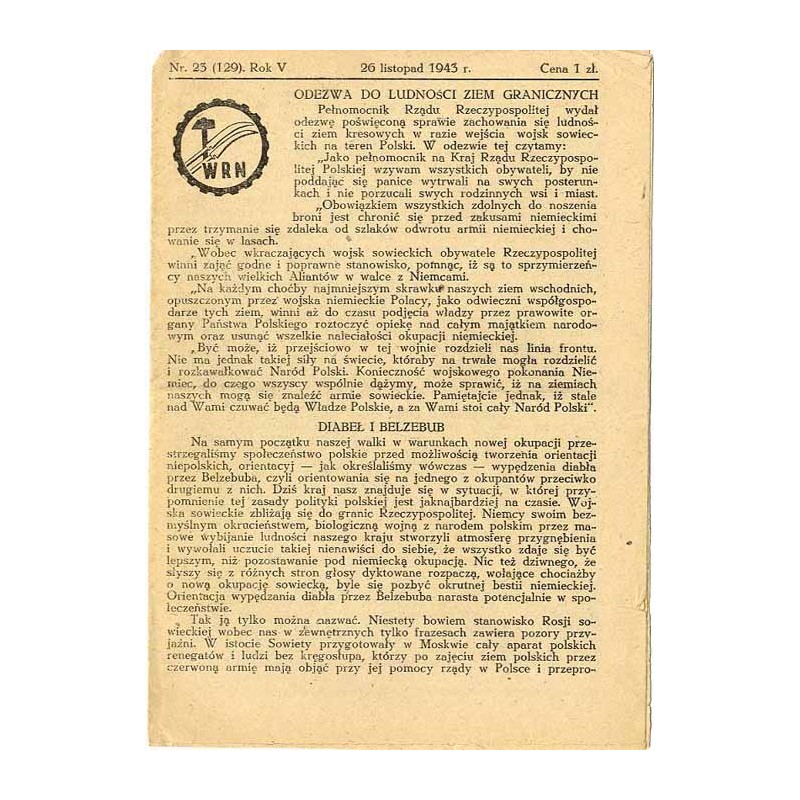 Nr. 23 (129). Rok V 26 listopad 1943 r. Cena 1 zł.
WRN
ODEZWA DO LUDNOŚCI ZIEM GRANICZNYCH
Pełnomocnik Rządu Rzeczypospolitej wydał
odezwę poświęconą sprawie zachowania się ludnoś-
ci ziem kresowych w razie wejścia wojsk sowiec-
kich na teren Polski. W odezwie tej czytamy:
„Jako pełnomocnik na Kraj Rządu Rzeczypospo-
litej Polskiej wzywam wszystkich obywateli, by nie
poddając się panice wytrwali na swych posterun-
kach i nie porzucali swych rodzinnych wsi i miast.
„Obowiązkiem wszystkich zdolnych do noszenia
broni jest chronić się przed zakusami niemieckimi
przez trzymanie się zdaleka od szlaków odwrotu armii niemieckiej i cho-
wanie się w lasach.
„Wobec wkraczających wojsk sowieckich obywatele Rzeczypospolitej
winni zająć godne i poprawne stanowisko, pomnąc, iż są to sprzymierzeń-
cy naszych wielkich Aliantów w walce z Niemcami.
„Na każdym choćby najmniejszym skrawku naszych ziem wschodnich,
opuszczonym przez wojska niemieckie Polacy, jako odwieczni współgospo-
darze tych ziem, winni aż do czasu podjęcia władzy przez prawowite or-
gany Państwa Polskiego roztoczyć opiekę nad całym majątkiem narodo-
wym oraz usunąć wszelkie naleciałości okupacji niemieckiej.
„Być może, iż przejściowo w tej wojnie rozdzieli nas linia frontu.
Nie ma jednak takiej siły na świecie, któraby na trwałe mogła rozdzielić
i rozkawałkować Naród Polski. Konieczność wojskowego pokonania Nie-
miec, do czego wszyscy wspólnie dążymy, może sprawić, iż na ziemiach
naszych mogą się znaleźć armie sowieckie. Pamiętajcie jednak, iż stale
nad Wami czuwać będą Władze Polskie, a za Wami stoi cały Naród Polski“.
DIABEŁ I BELZEBUB
Na samym początku naszej walki w warunkach nowej okupacji prze-
strzegaliśmy społeczeństwo polskie przed możliwością tworzenia orientacji
niepolskich, orientacyj — jak określaliśmy wówczas — wypędzenia diabła
przez Belzebuba, czyli orientowania się na jednego z okupantów przeciwko
drugiemu z nich. Dziś kraj nasz znajduje się w sytuacji, w której przy-
pomnienie tej zasady polityki polskiej jest jaknajbardziej na czasie. Woj-
ska sowieckie zbliżają się do granic Rzeczypospolitej. Niemcy swoim bez-
myślnym okrucieństwem, biologiczną wojną z narodem polskim przez ma-
sowe wybijanie ludności naszego kraju stworzyli atmosferę przygnębienia
i wywołali uczucie takiej nienawiści do siebie, że wszystko zdaje się być
lepszym, niż pozostawanie pod niemiecką okupacją. Nic też dziwnego, że
słyszy się z różnych stron głosy dyktowane rozpaczą, wołające chociażby
o nową okupację sowiecką, byle się pozbyć okrutnej bestii niemieckiej.
Orientacja wypędzania diabła przez Belzebuba narasta potencjalnie w spo-
łeczeństwie.
Tak ją tylko można nazwać. Niestety bowiem stanowisko Rosji so-
wieckiej wobec nas w zewnętrznych tylko frazesach zawiera pozory przy-
jaźni. W istocie Sowiety przygotowały w Moskwie cały aparat polskich
renegatów i ludzi bez kręgosłupa, którzy po zajęciu ziem polskich przez
czerwoną armię mają objąć przy jej pomocy rządy w Polsce i przepro-